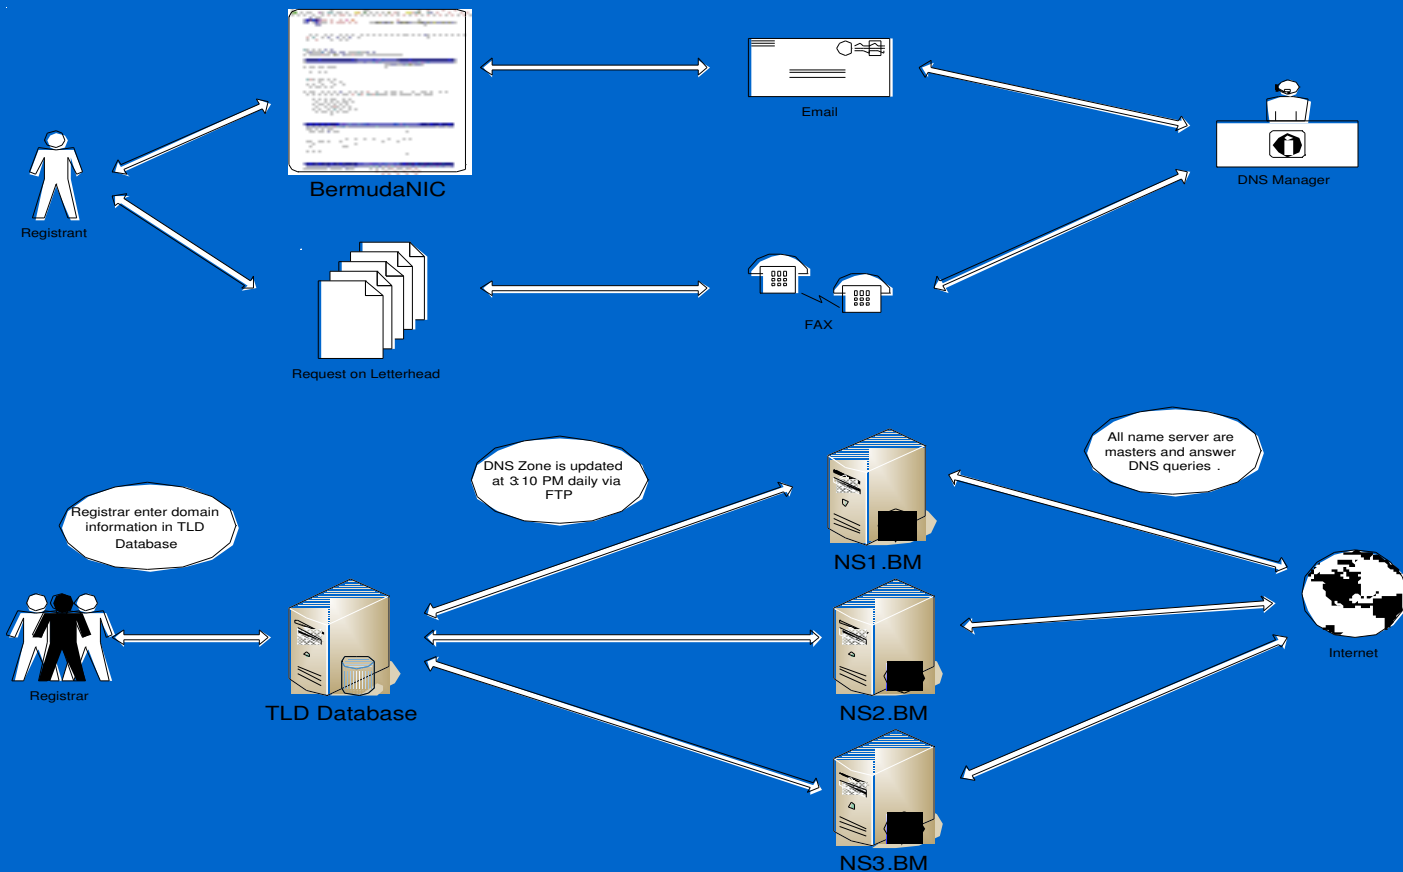 Email
DNS Manager
BermudaNIC
Registrant
FAX
Request on Letterhead
All name server are
masters and answer
DNS queries .
DNS Zone is updated
at 3:10 PM daily via
FTP
Registrar enter domain
information in TLD
Database
NS1.BM
Internet
Registrar
TLD Database
NS2.BM
NS3.BM